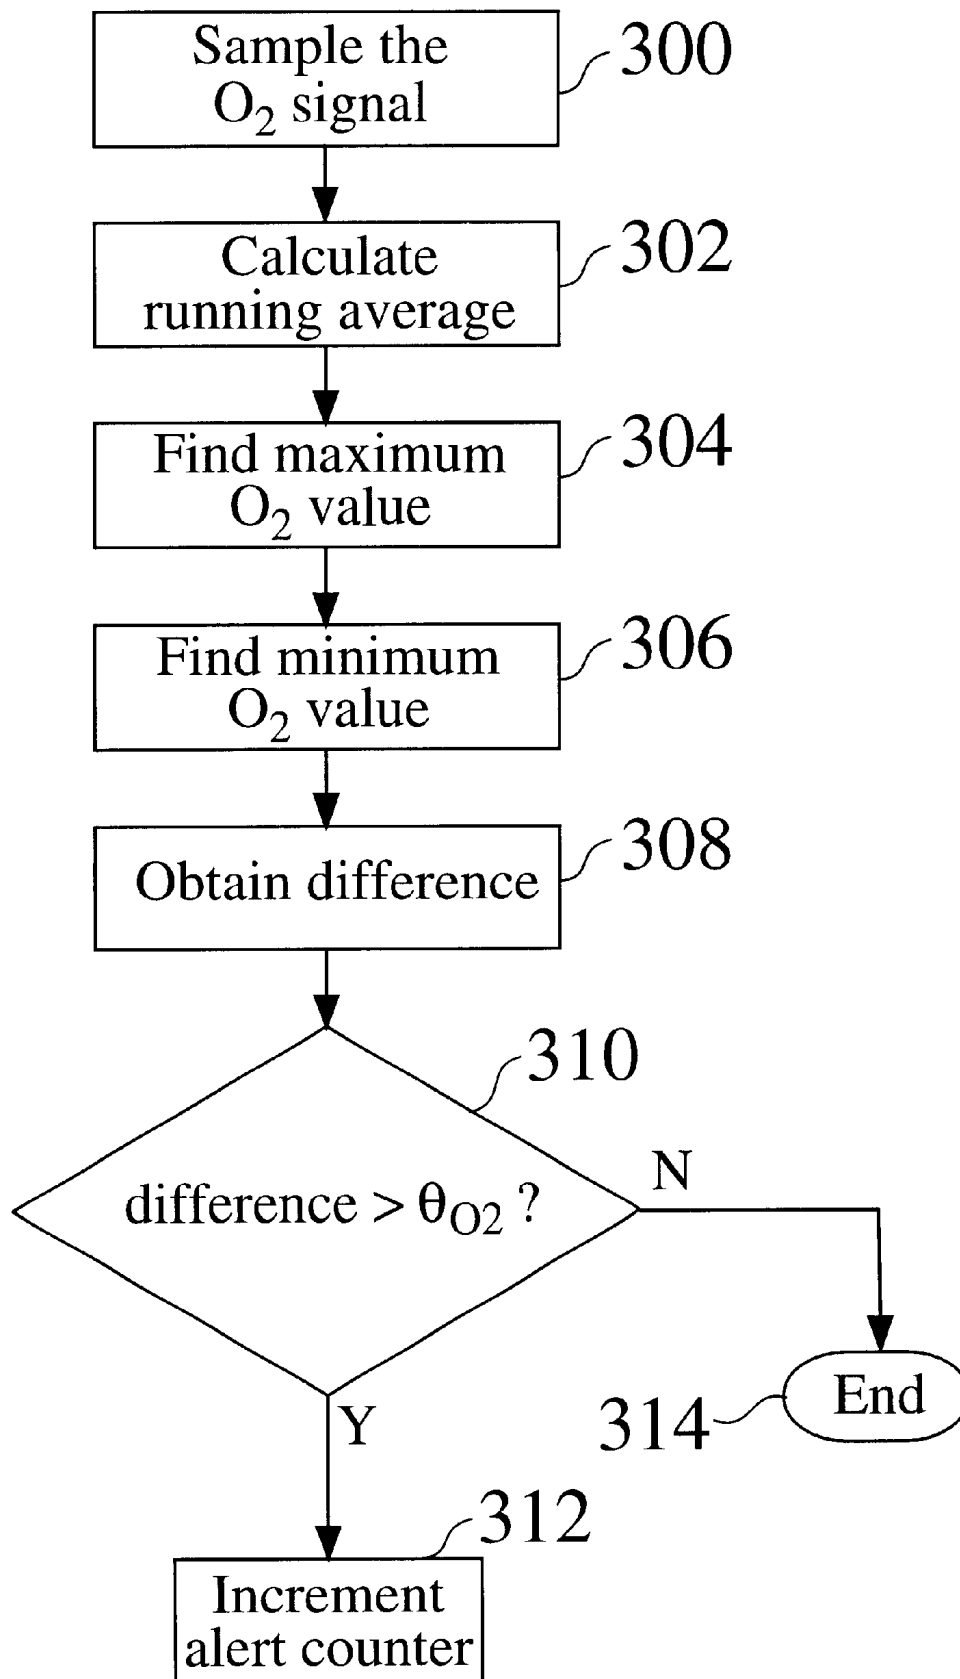 Sample the
O₂ signal
300
Calculate
running average
302
Find maximum
O₂ value
304
Find minimum
O₂ value
306
Obtain difference
308
310
difference > θO2 ?
N
End
314
Y
312
Increment
alert counter